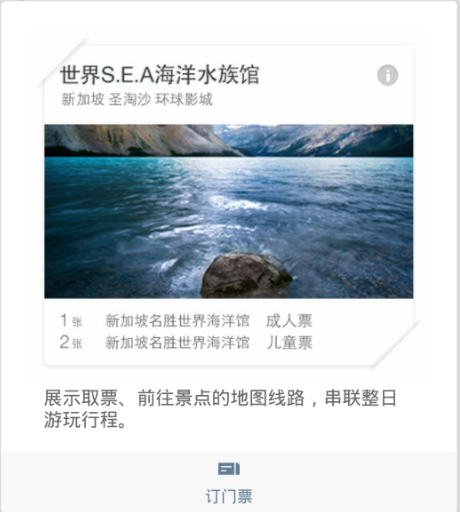 世界S.E.A海洋水族馆
新加坡 圣淘沙 环球影城
1张 新加坡名胜世界海洋馆 成人票
2张 新加坡名胜世界海洋馆 儿童票
展示取票、前往景点的地图线路，串联整日
游玩行程。
订门票